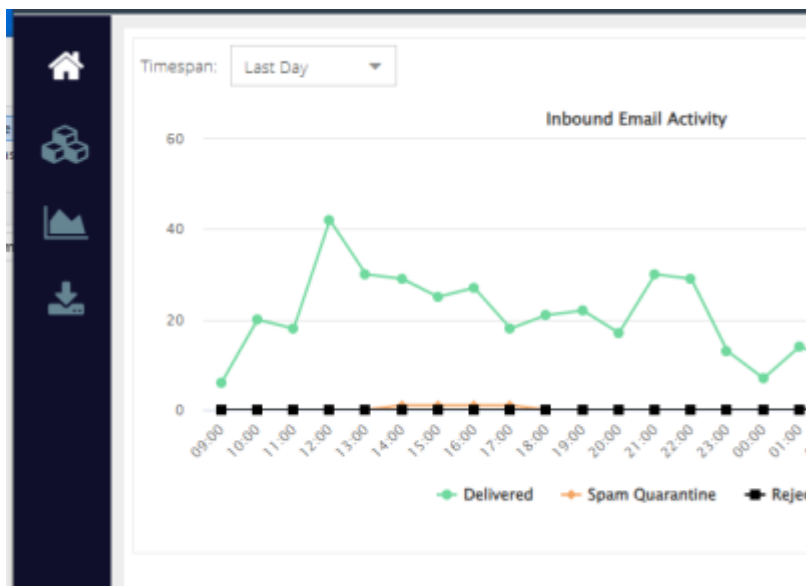 Timespan: Last Day
Inbound Email Activity
60
40
20
0
09:00 10:00 11:00 12:00 13:00 14:00 15:00 16:00 17:00 18:00 19:00 20:00 21:00 22:00 23:00 00:00 01:00
Delivered Spam Quarantine